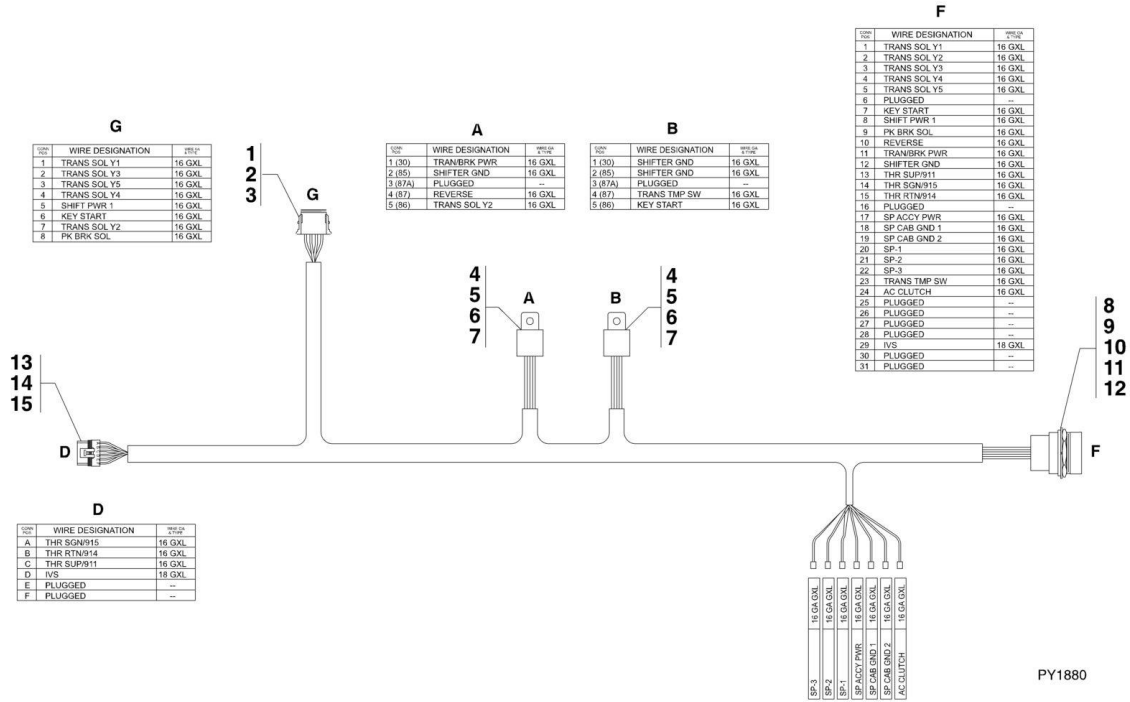 F
CONN POS WIRE DESIGNATION WIRE GA & TYPE
1 TRANS SOL Y1 16 GXL
2 TRANS SOL Y2 16 GXL
3 TRANS SOL Y3 16 GXL
4 TRANS SOL Y4 16 GXL
5 TRANS SOL Y5 16 GXL
6 PLUGGED --
7 KEY START 16 GXL
8 SHIFT PWR 1 16 GXL
9 PK BRK SOL 16 GXL
10 REVERSE 16 GXL
11 TRAN/BRK PWR 16 GXL
12 SHIFTER GND 16 GXL
13 THR SUP/911 16 GXL
14 THR SGN/915 16 GXL
15 THR RTN/914 16 GXL
16 PLUGGED --
17 SP ACCY PWR 16 GXL
18 SP CAB GND 1 16 GXL
19 SP CAB GND 2 16 GXL
20 SP-1 16 GXL
21 SP-2 16 GXL
22 SP-3 16 GXL
23 TRANS TMP SW 16 GXL
24 AC CLUTCH 16 GXL
25 PLUGGED --
26 PLUGGED --
27 PLUGGED --
28 PLUGGED --
29 IVS 18 GXL
30 PLUGGED --
31 PLUGGED --
G
CONN POS WIRE DESIGNATION WIRE GA & TYPE
1 TRANS SOL Y1 16 GXL
2 TRANS SOL Y3 16 GXL
3 TRANS SOL Y5 16 GXL
4 TRANS SOL Y4 16 GXL
5 SHIFT PWR 1 16 GXL
6 KEY START 16 GXL
7 TRANS SOL Y2 16 GXL
8 PK BRK SOL 16 GXL
1
2
3
G
A
CONN POS WIRE DESIGNATION WIRE GA & TYPE
1 (30) TRAN/BRK PWR 16 GXL
2 (85) SHIFTER GND 16 GXL
3 (87A) PLUGGED --
4 (87) REVERSE 16 GXL
5 (86) TRANS SOL Y2 16 GXL
B
CONN POS WIRE DESIGNATION WIRE GA & TYPE
1 (30) SHIFTER GND 16 GXL
2 (85) SHIFTER GND 16 GXL
3 (87A) PLUGGED --
4 (87) TRANS TMP SW 16 GXL
5 (86) KEY START 16 GXL
4
5
6
7
A
B
4
5
6
7
8
9
10
11
12
F
13
14
15
D
D
CONN POS WIRE DESIGNATION WIRE GA & TYPE
A THR SGN/915 16 GXL
B THR RTN/914 16 GXL
C THR SUP/911 16 GXL
D IVS 18 GXL
E PLUGGED --
F PLUGGED --
SP-3 16 GA GXL
SP-2 16 GA GXL
SP-1 16 GA GXL
SP ACCY PWR 16 GA GXL
SP CAB GND 1 16 GA GXL
SP CAB GND 2 16 GA GXL
AC CLUTCH 16 GA GXL
PY1880